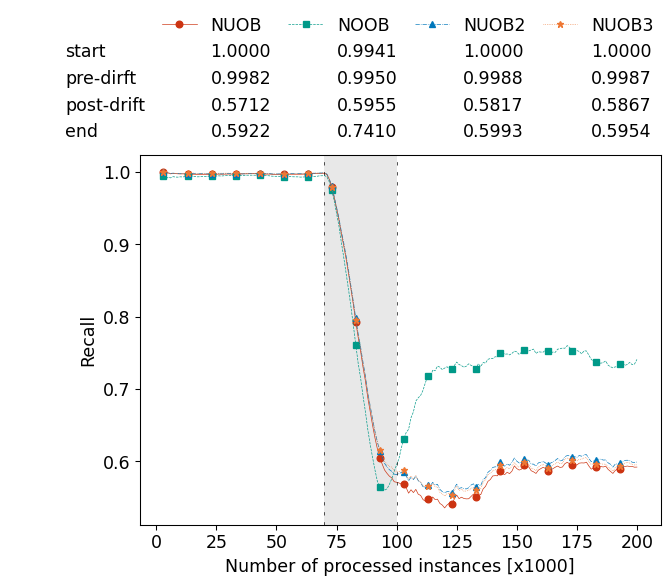 NUOB NOOB NUOB2 NUOB3
start 1.0000 0.9941 1.0000 1.0000
pre-dirft 0.9982 0.9950 0.9988 0.9987
post-drift 0.5712 0.5955 0.5817 0.5867
end 0.5922 0.7410 0.5993 0.5954
1.0
0.9
0.8
0.7
0.6
Recall
0 25 50 75 100 125 150 175 200
Number of processed instances [x1000]